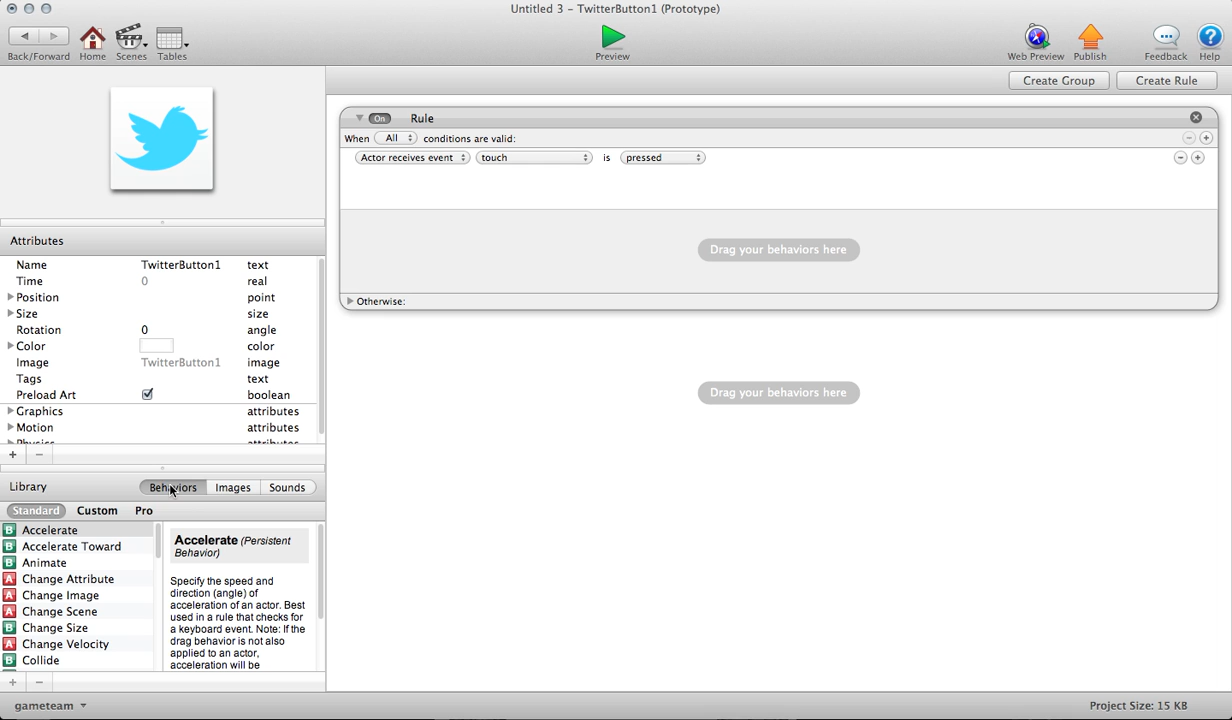 Untitled 3 – TwitterButton1 (Prototype)
Back/Forward Home Scenes Tables Preview Web Preview Publish Feedback Help
Create Group Create Rule
On Rule
When All conditions are valid:
Actor receives event touch is pressed
Drag your behaviors here
Otherwise:
Drag your behaviors here
Attributes
Name TwitterButton1 text
Time 0 real
Position point
Size size
Rotation 0 angle
Color color
Image TwitterButton1 image
Tags text
Preload Art boolean
Graphics attributes
Motion attributes
Physics attributes
Library Behaviors Images Sounds
Standard Custom Pro
Accelerate
Accelerate Toward
Animate
Change Attribute
Change Image
Change Scene
Change Size
Change Velocity
Collide
Accelerate (Persistent
Behavior)
Specify the speed and
direction (angle) of
acceleration of an actor. Best
used in a rule that checks for
a keyboard event. Note: If the
drag behavior is not also
applied to an actor,
acceleration will be
gameteam
Project Size: 15 KB